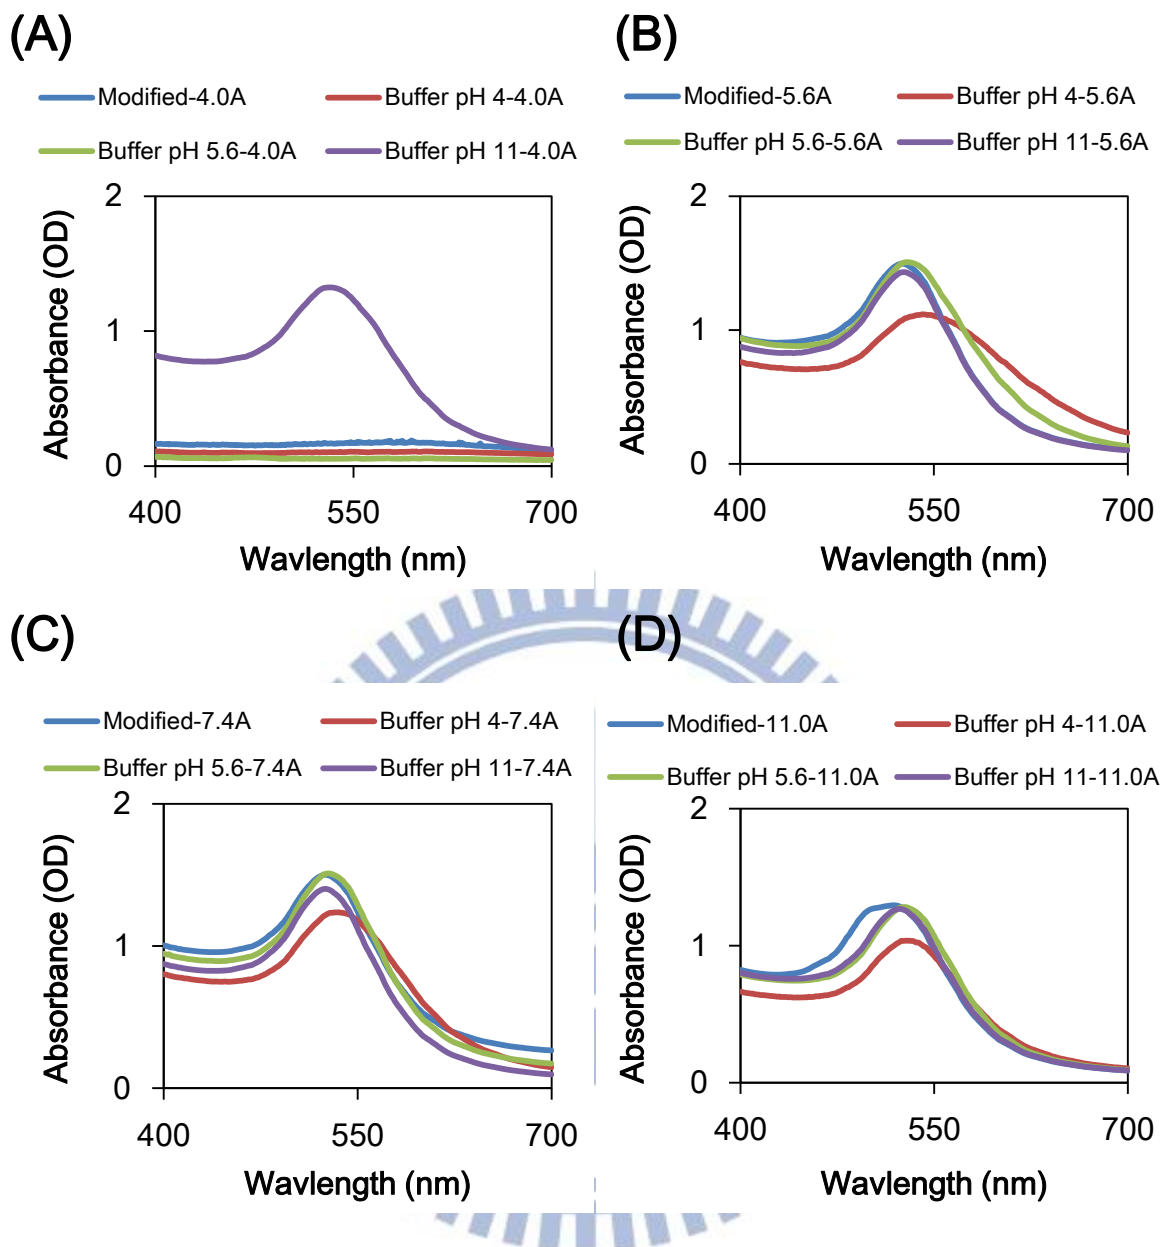 (A)
Modified-4.0A
Buffer pH 4-4.0A
Buffer pH 5.6-4.0A
Buffer pH 11-4.0A
Absorbance (OD)
2
1
0
400
550
700
Wavlength (nm)
(B)
Modified-5.6A
Buffer pH 4-5.6A
Buffer pH 5.6-5.6A
Buffer pH 11-5.6A
Absorbance (OD)
2
1
0
400
550
700
Wavlength (nm)
(C)
Modified-7.4A
Buffer pH 4-7.4A
Buffer pH 5.6-7.4A
Buffer pH 11-7.4A
Absorbance (OD)
2
1
0
400
550
700
Wavlength (nm)
(D)
Modified-11.0A
Buffer pH 4-11.0A
Buffer pH 5.6-11.0A
Buffer pH 11-11.0A
Absorbance (OD)
2
1
0
400
550
700
Wavlength (nm)